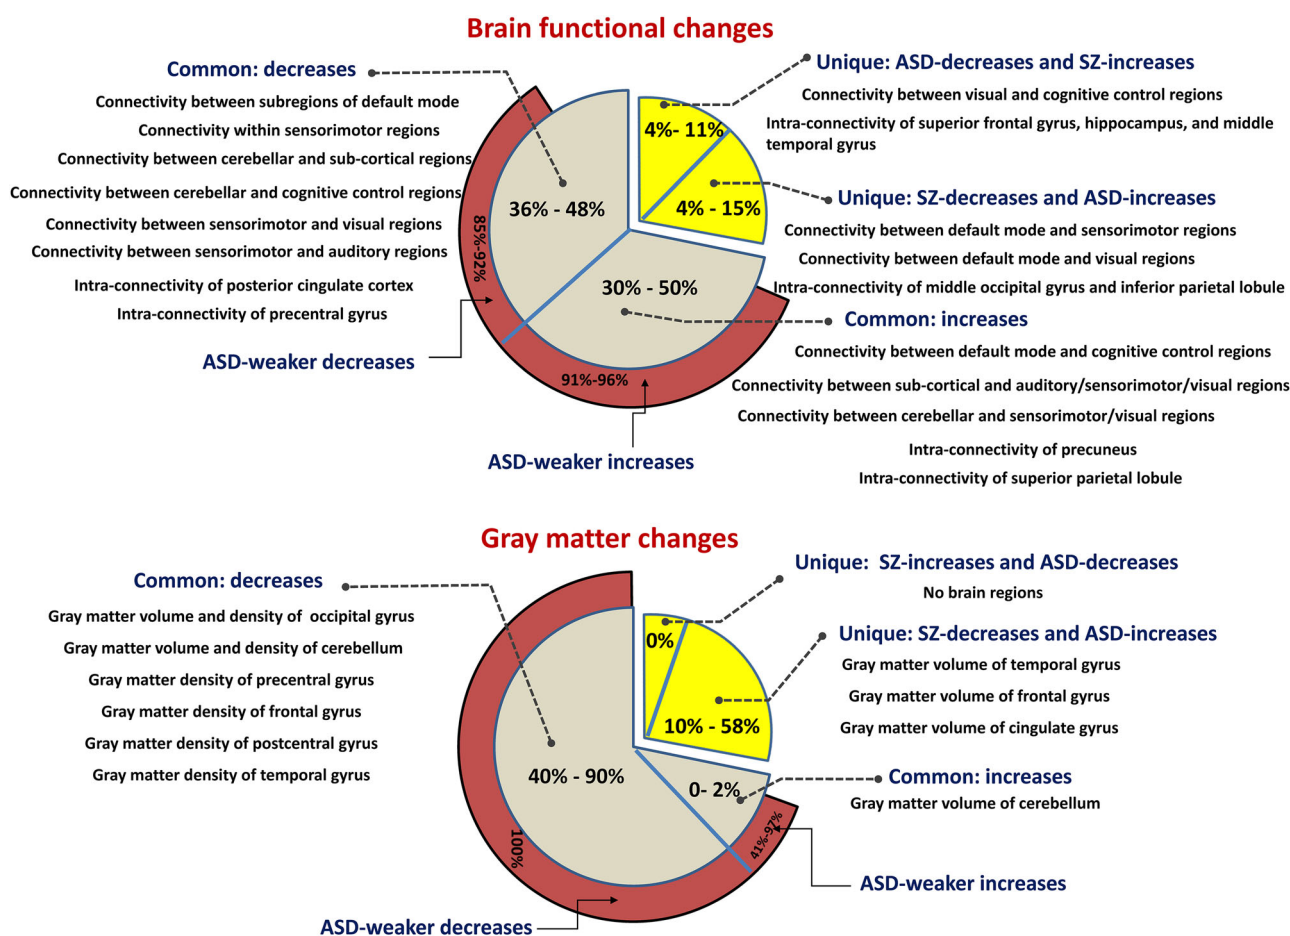 Brain functional changes
Common: decreases
Connectivity between subregions of default mode
Connectivity within sensorimotor regions
Connectivity between cerebellar and sub-cortical regions
Connectivity between cerebellar and cognitive control regions
Connectivity between sensorimotor and visual regions
Connectivity between sensorimotor and auditory regions
Intra-connectivity of posterior cingulate cortex
Intra-connectivity of precentral gyrus
ASD-weaker decreases
36% - 48%
85%-92%
4%- 11%
4% - 15%
30% - 50%
91%-96%
ASD-weaker increases
Unique: ASD-decreases and SZ-increases
Connectivity between visual and cognitive control regions
Intra-connectivity of superior frontal gyrus, hippocampus, and middle
temporal gyrus
Unique: SZ-decreases and ASD-increases
Connectivity between default mode and sensorimotor regions
Connectivity between default mode and visual regions
Intra-connectivity of middle occipital gyrus and inferior parietal lobule
Common: increases
Connectivity between default mode and cognitive control regions
Connectivity between sub-cortical and auditory/sensorimotor/visual regions
Connectivity between cerebellar and sensorimotor/visual regions
Intra-connectivity of precuneus
Intra-connectivity of superior parietal lobule
Gray matter changes
Common: decreases
Gray matter volume and density of occipital gyrus
Gray matter volume and density of cerebellum
Gray matter density of precentral gyrus
Gray matter density of frontal gyrus
Gray matter density of postcentral gyrus
Gray matter density of temporal gyrus
0%
10% - 58%
40% - 90%
0- 2%
100%
41%-97%
ASD-weaker decreases
Unique: SZ-increases and ASD-decreases
No brain regions
Unique: SZ-decreases and ASD-increases
Gray matter volume of temporal gyrus
Gray matter volume of frontal gyrus
Gray matter volume of cingulate gyrus
Common: increases
Gray matter volume of cerebellum
ASD-weaker increases